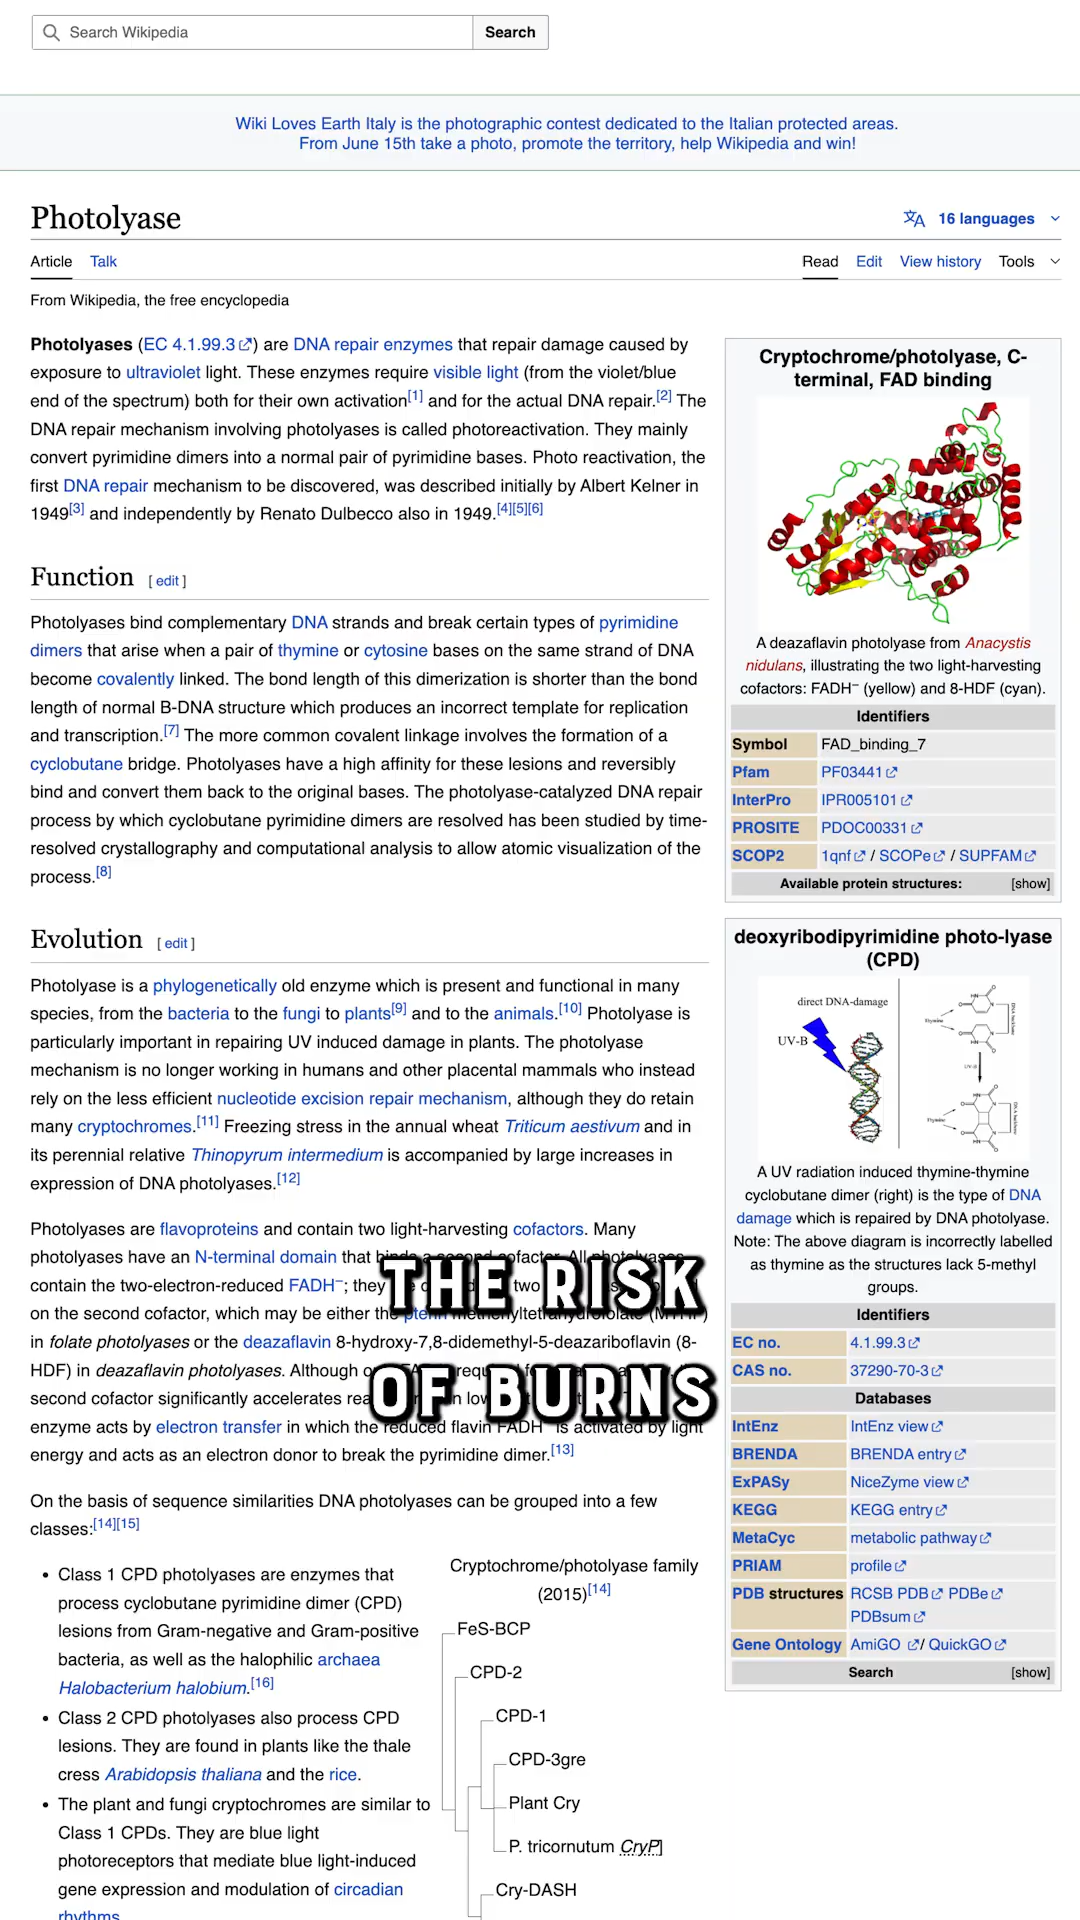 Search Wikipedia
Search
Wiki Loves Earth Italy is the photographic contest dedicated to the Italian protected areas.
From June 15th take a photo, promote the territory, help Wikipedia and win!
Photolyase
16 languages
Article Talk
Read Edit View history Tools
From Wikipedia, the free encyclopedia
Photolyases (EC 4.1.99.3) are DNA repair enzymes that repair damage caused by
exposure to ultraviolet light. These enzymes require visible light (from the violet/blue
end of the spectrum) both for their own activation[1] and for the actual DNA repair.[2] The
DNA repair mechanism involving photolyases is called photoreactivation. They mainly
convert pyrimidine dimers into a normal pair of pyrimidine bases. Photo reactivation, the
first DNA repair mechanism to be discovered, was described initially by Albert Kelner in
1949[3] and independently by Renato Dulbecco also in 1949.[4][5][6]
Function [ edit ]
Photolyases bind complementary DNA strands and break certain types of pyrimidine
dimers that arise when a pair of thymine or cytosine bases on the same strand of DNA
become covalently linked. The bond length of this dimerization is shorter than the bond
length of normal B-DNA structure which produces an incorrect template for replication
and transcription.[7] The more common covalent linkage involves the formation of a
cyclobutane bridge. Photolyases have a high affinity for these lesions and reversibly
bind and convert them back to the original bases. The photolyase-catalyzed DNA repair
process by which cyclobutane pyrimidine dimers are resolved has been studied by time-
resolved crystallography and computational analysis to allow atomic visualization of the
process.[8]
Evolution [ edit ]
Photolyase is a phylogenetically old enzyme which is present and functional in many
species, from the bacteria to the fungi to plants[9] and to the animals.[10] Photolyase is
particularly important in repairing UV induced damage in plants. The photolyase
mechanism is no longer working in humans and other placental mammals who instead
rely on the less efficient nucleotide excision repair mechanism, although they do retain
many cryptochromes.[11] Freezing stress in the annual wheat Triticum aestivum and in
its perennial relative Thinopyrum intermedium is accompanied by large increases in
expression of DNA photolyases.[12]
Photolyases are flavoproteins and contain two light-harvesting cofactors. Many
photolyases have an N-terminal domain that binds a second cofactor. All photolyases
contain the two-electron-reduced FADH−; they two
on the second cofactor, which may be either the pterin methenyltetrahydrofolate (MTHF)
in folate photolyases or the deazaflavin 8-hydroxy-7,8-didemethyl-5-deazariboflavin (8-
HDF) in deazaflavin photolyases. Although
second cofactor significantly accelerates
enzyme acts by electron transfer in which the reduced flavin FADH− is activated by light
energy and acts as an electron donor to break the pyrimidine dimer.[13]
THE RISK
OF BURNS
On the basis of sequence similarities DNA photolyases can be grouped into a few
classes:[14][15]
• Class 1 CPD photolyases are enzymes that
process cyclobutane pyrimidine dimer (CPD)
lesions from Gram-negative and Gram-positive
bacteria, as well as the halophilic archaea
Halobacterium halobium.[16]
• Class 2 CPD photolyases also process CPD
lesions. They are found in plants like the thale
cress Arabidopsis thaliana and the rice.
• The plant and fungi cryptochromes are similar to
Class 1 CPDs. They are blue light
photoreceptors that mediate blue light-induced
gene expression and modulation of circadian
rhythms.
Cryptochrome/photolyase family
(2015)[14]
FeS-BCP
CPD-2
CPD-1
CPD-3gre
Plant Cry
P. tricornutum CryP]
Cry-DASH
Cryptochrome/photolyase, C-
terminal, FAD binding
A deazaflavin photolyase from Anacystis
nidulans, illustrating the two light-harvesting
cofactors: FADH− (yellow) and 8-HDF (cyan).
Identifiers
Symbol FAD_binding_7
Pfam PF03441
InterPro IPR005101
PROSITE PDOC00331
SCOP2 1qnf / SCOPe / SUPFAM
Available protein structures: [show]
deoxyribodipyrimidine photo-lyase
(CPD)
direct DNA-damage
UV-B
Thymine
UV-B
Thymine
A UV radiation induced thymine-thymine
cyclobutane dimer (right) is the type of DNA
damage which is repaired by DNA photolyase.
Note: The above diagram is incorrectly labelled
as thymine as the structures lack 5-methyl
groups.
Identifiers
EC no. 4.1.99.3
CAS no. 37290-70-3
Databases
IntEnz IntEnz view
BRENDA BRENDA entry
ExPASy NiceZyme view
KEGG KEGG entry
MetaCyc metabolic pathway
PRIAM profile
PDB structures RCSB PDB PDBe
PDBsum
Gene Ontology AmiGO / QuickGO
Search [show]